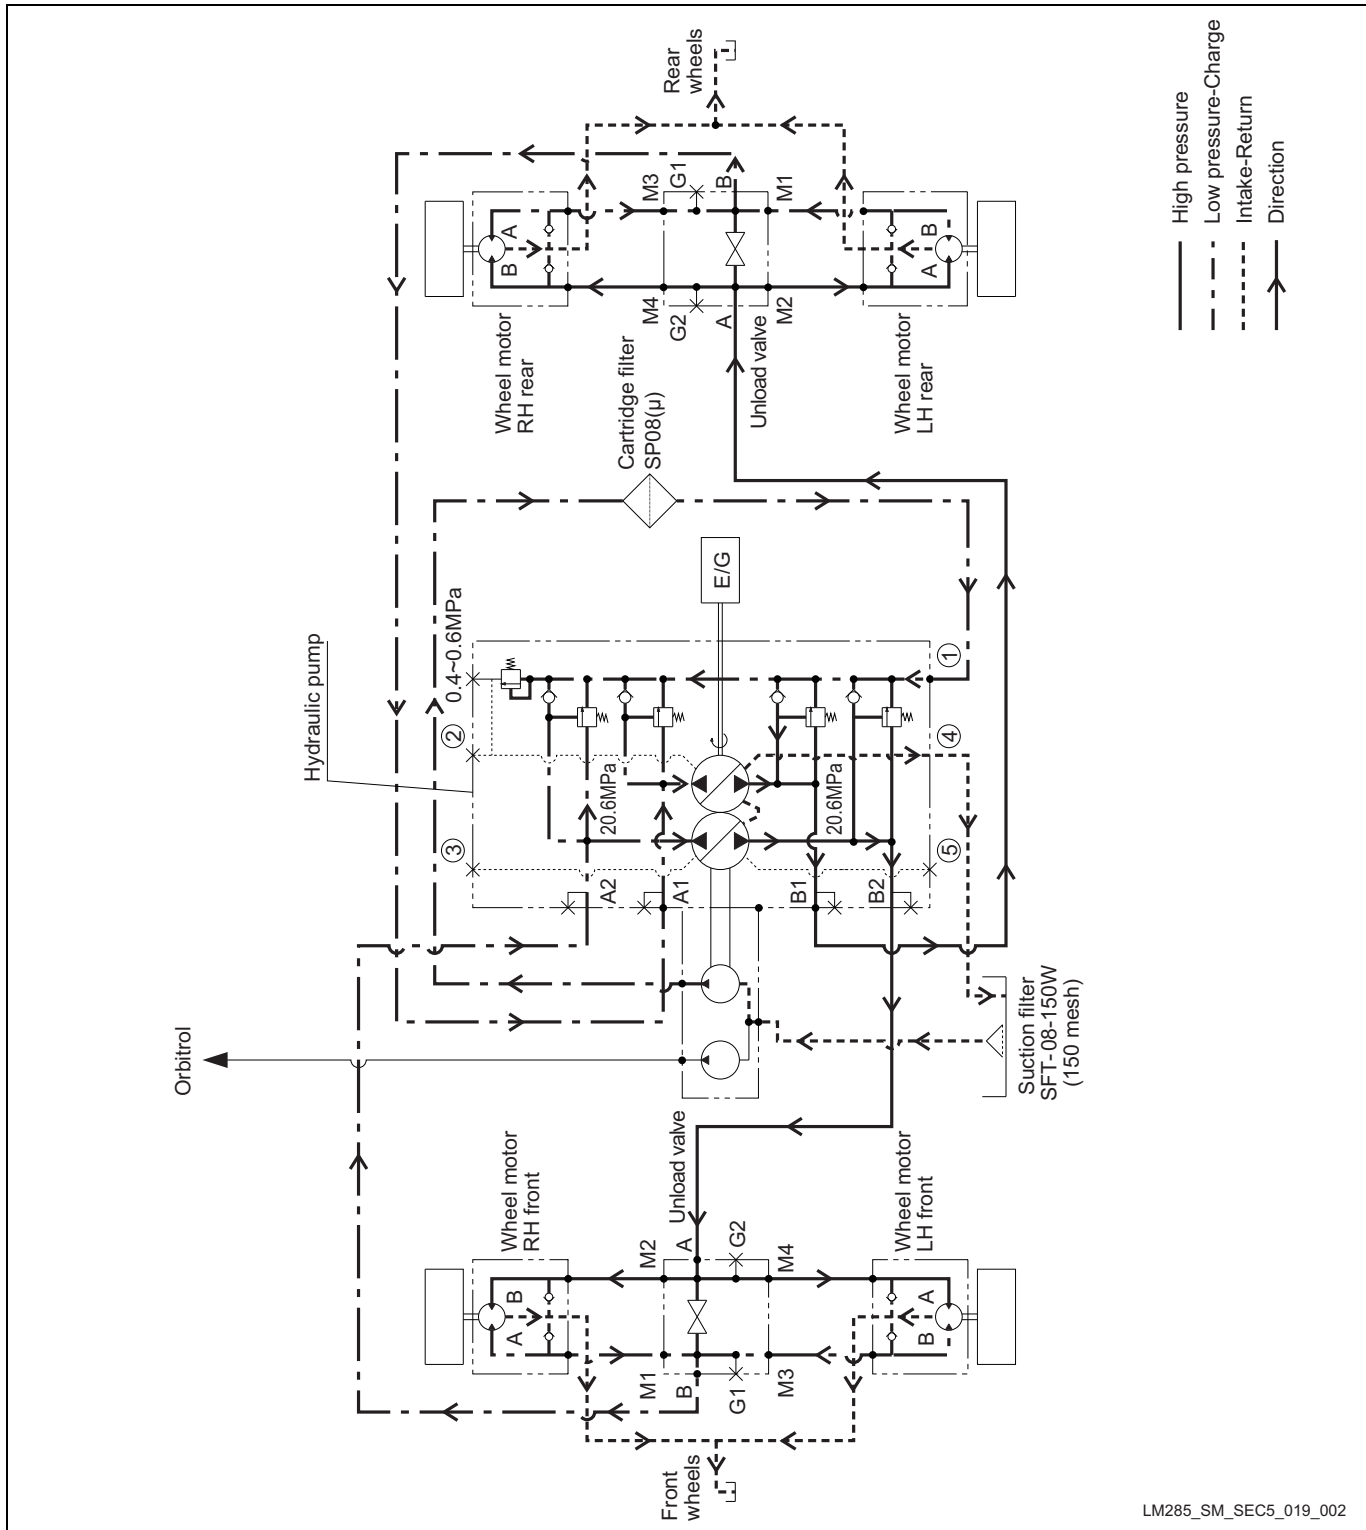 Rear
wheels
High pressure
Low pressure-Charge
Intake-Return
Direction
M3
G1
B
M1
A
B
B
A
M4
G2
A
M2
Wheel motor
RH rear
Unload valve
Wheel motor
LH rear
Cartridge filter
SP08(μ)
E/G
Hydraulic pump
0.4~0.6MPa
①
②
④
20.6MPa
20.6MPa
③
⑤
A2
A1
B1
B2
Orbitrol
Suction filter
SFT-08-150W
(150 mesh)
Wheel motor
RH front
Unload valve
Wheel motor
LH front
M2
A
G2
M4
B
A
A
B
M1
B
G1
M3
Front
wheels
LM285_SM_SEC5_019_002